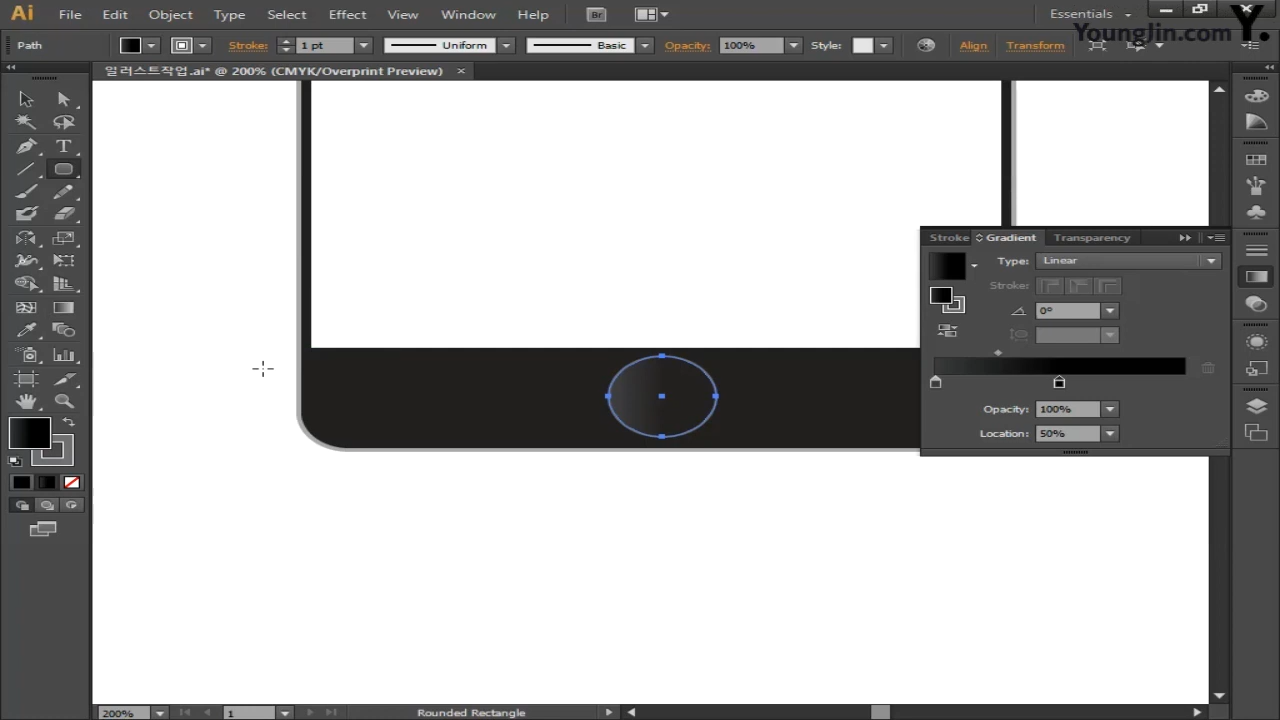 Ai File Edit Object Type Select Effect View Window Help Br Essentials
YoungJin.com Y.
Path Stroke: 1 pt Uniform Basic Opacity: 100% Style: Align Transform
일러스트작업.ai* @ 200% (CMYK/Overprint Preview) ×
Stroke Gradient Transparency
Type: Linear
Stroke:
0°
Opacity: 100%
Location: 50%
200% 1 Rounded Rectangle